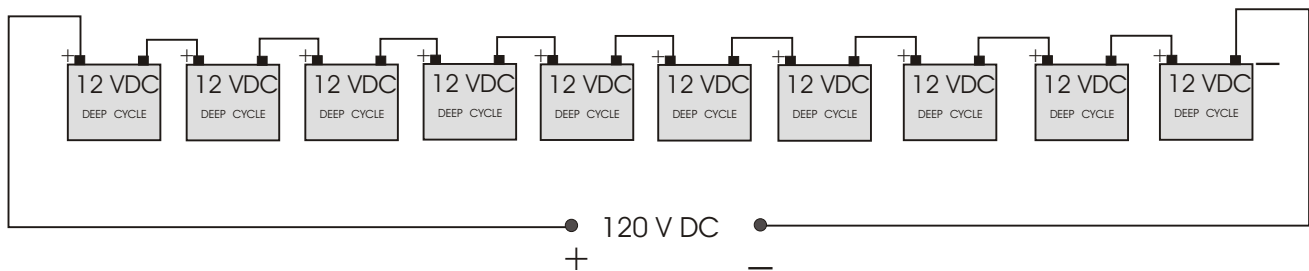 + + + + + + + + + + −
12 VDC 12 VDC 12 VDC 12 VDC 12 VDC 12 VDC 12 VDC 12 VDC 12 VDC 12 VDC
DEEP CYCLE DEEP CYCLE DEEP CYCLE DEEP CYCLE DEEP CYCLE DEEP CYCLE DEEP CYCLE DEEP CYCLE DEEP CYCLE DEEP CYCLE
120 V DC
+ −